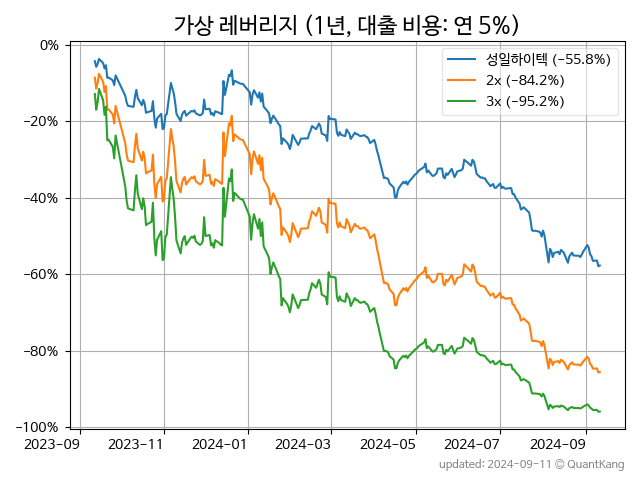 가상 레버리지 (1년, 대출 비용: 연 5%)
성일하이텍 (−55.8%)
2x (−84.2%)
3x (−95.2%)
0%
−20%
−40%
−60%
−80%
−100%
2023-09 2023-11 2024-01 2024-03 2024-05 2024-07 2024-09
updated: 2024-09-11 © QuantKang